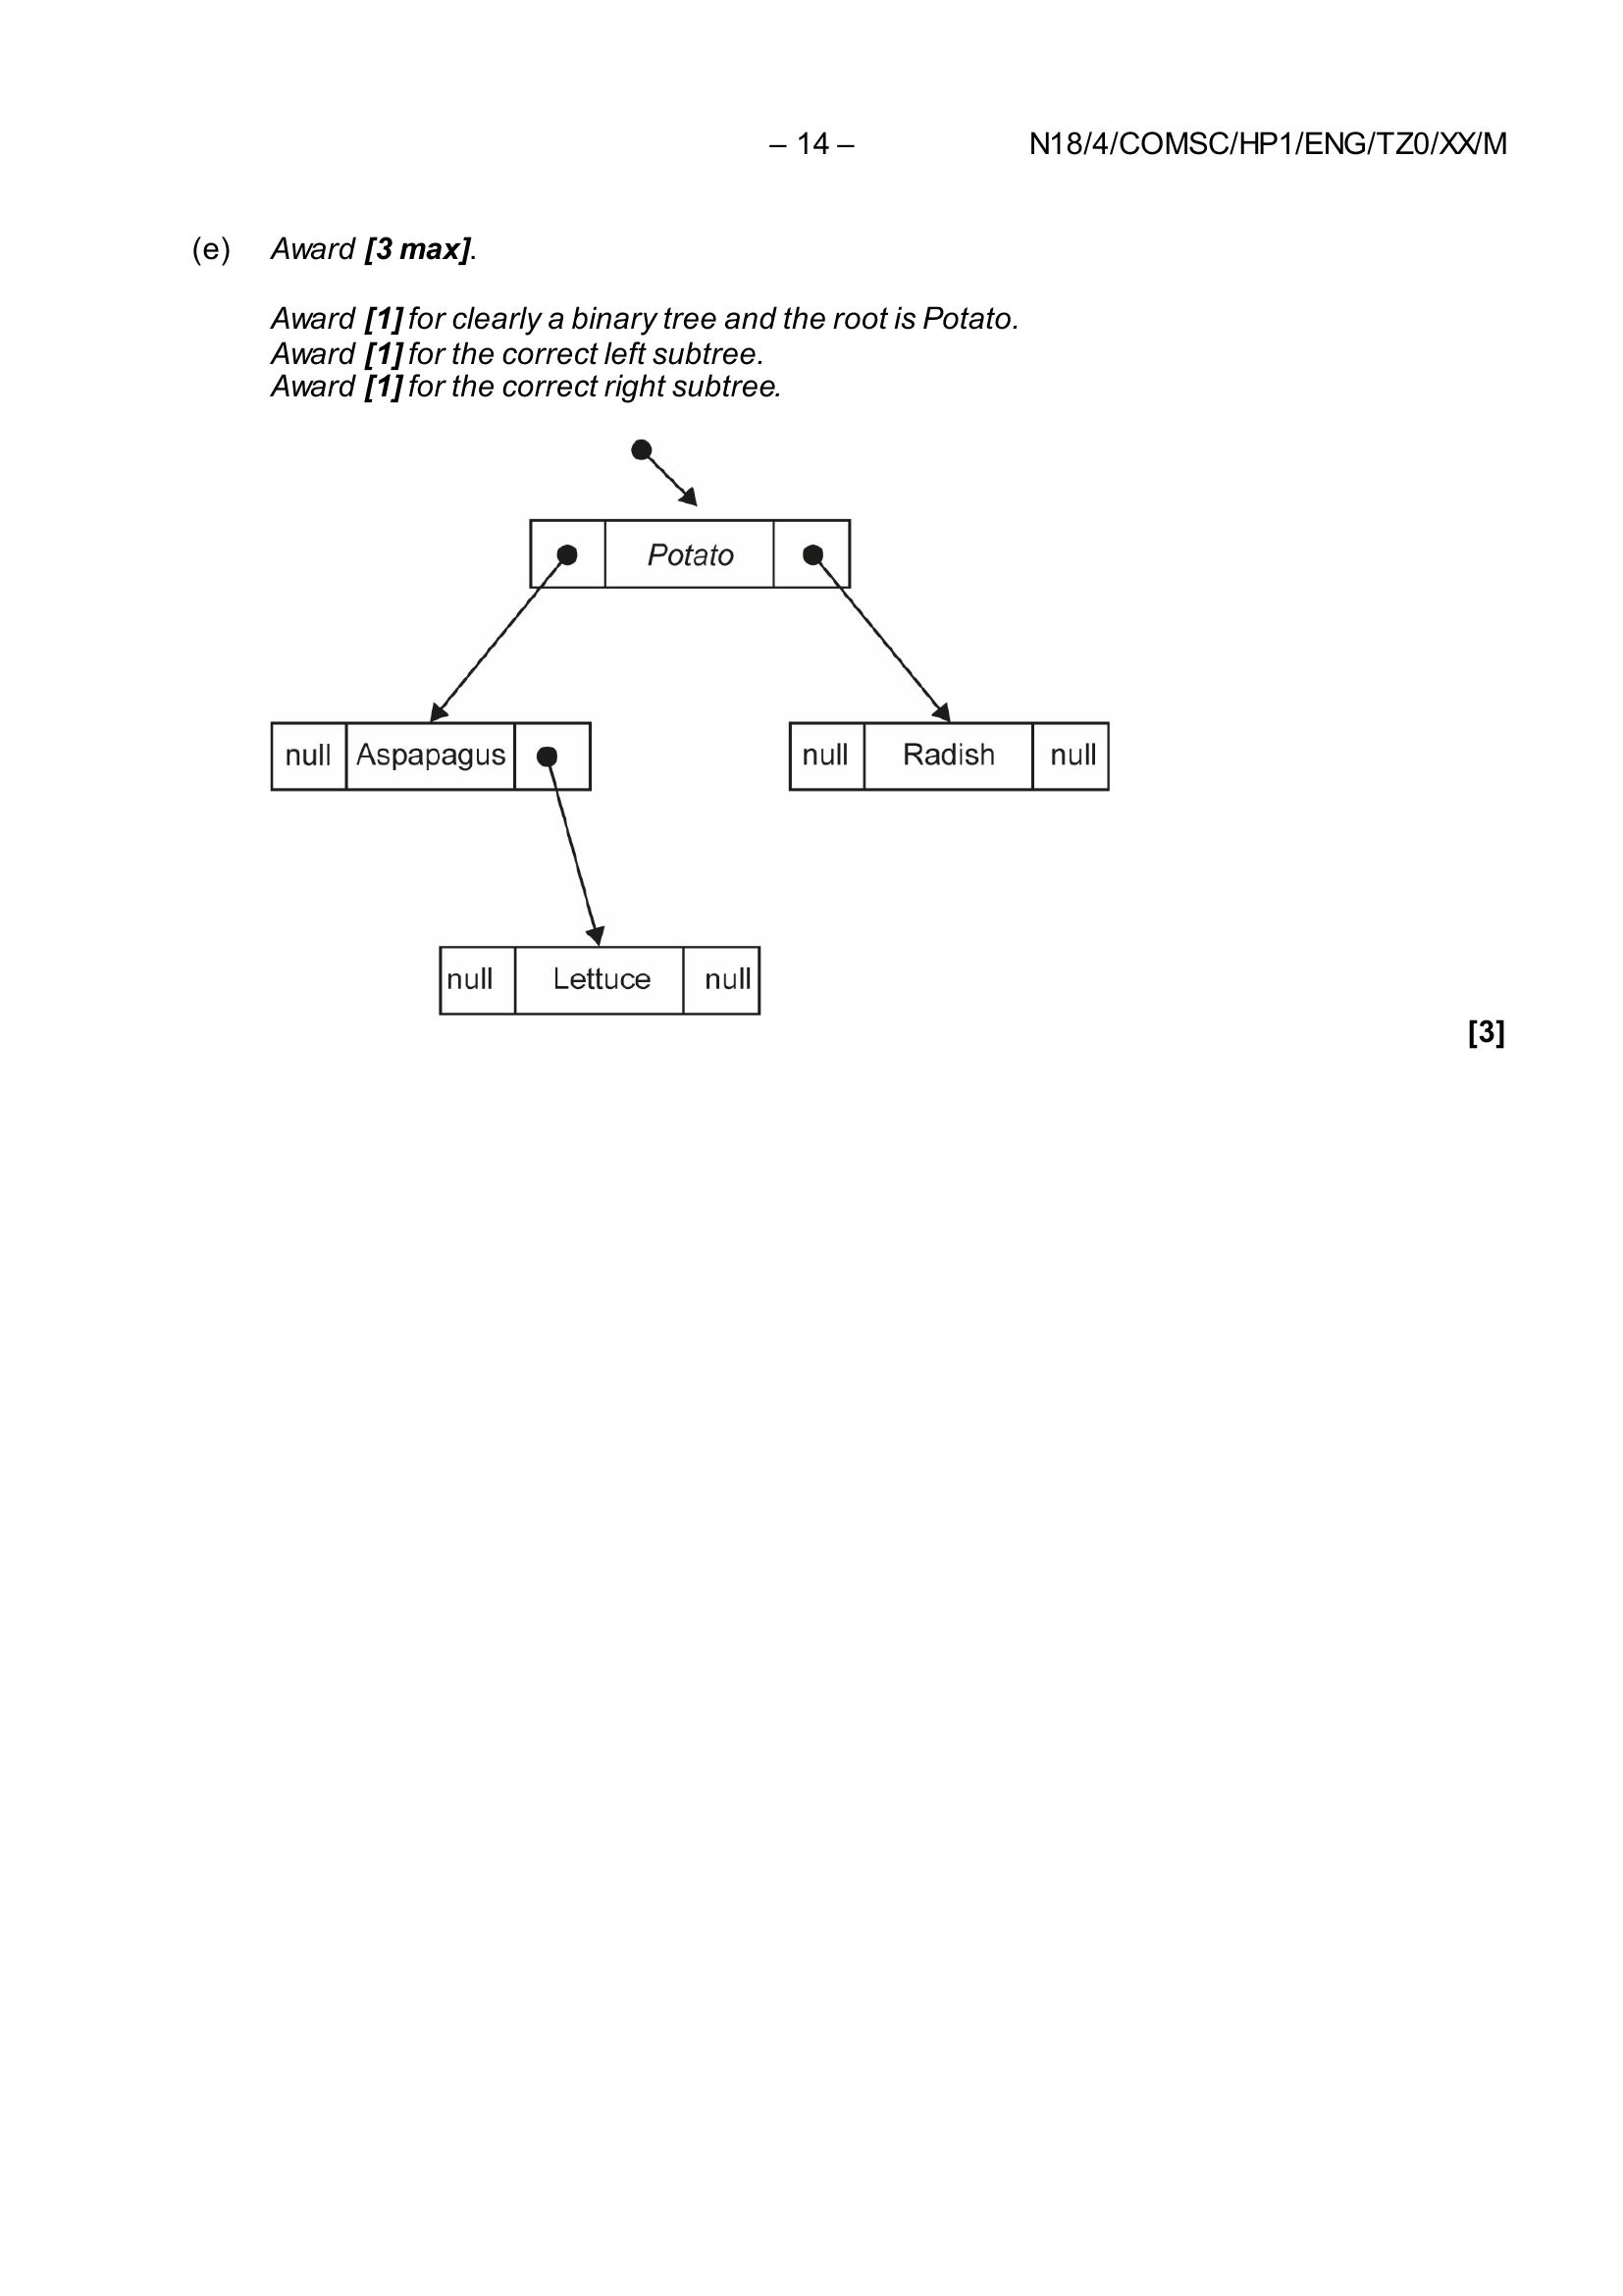 – 14 –
N18/4/COMSC/HP1/ENG/TZ0/XX/M
(e) Award [3 max].
Award [1] for clearly a binary tree and the root is Potato.
Award [1] for the correct left subtree.
Award [1] for the correct right subtree.
Potato
null Aspapagus
null Radish null
null Lettuce null
[3]